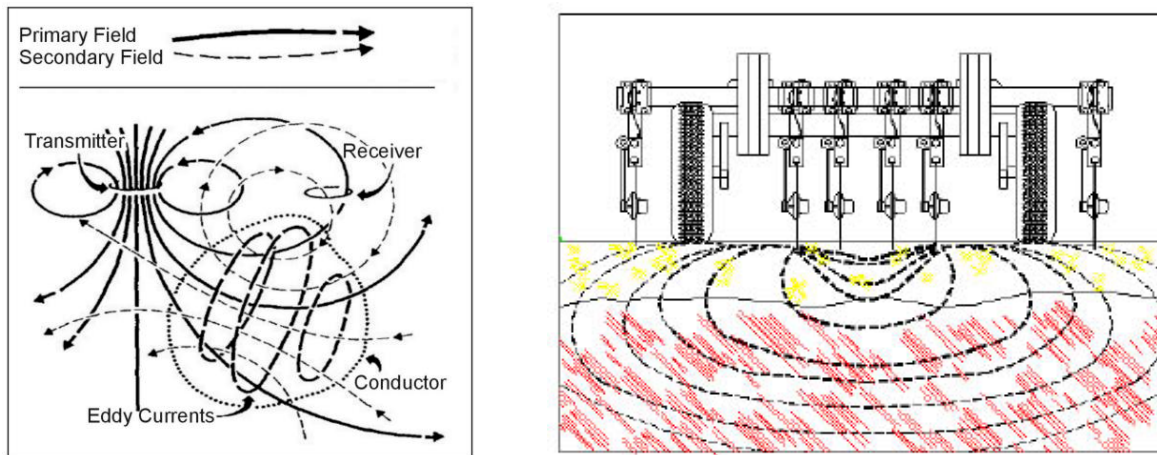 Primary Field
Secondary Field
Transmitter
Receiver
Conductor
Eddy Currents